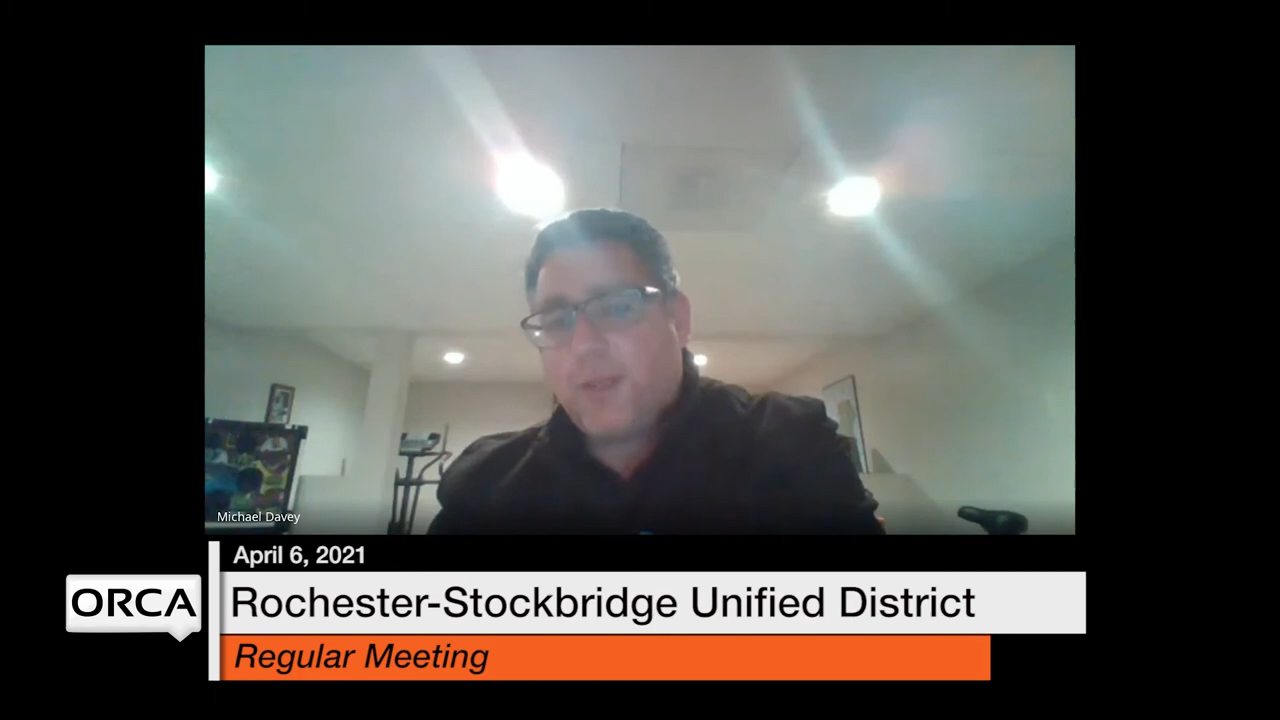 Michael Davey
April 6, 2021
ORCA
Rochester-Stockbridge Unified District
Regular Meeting